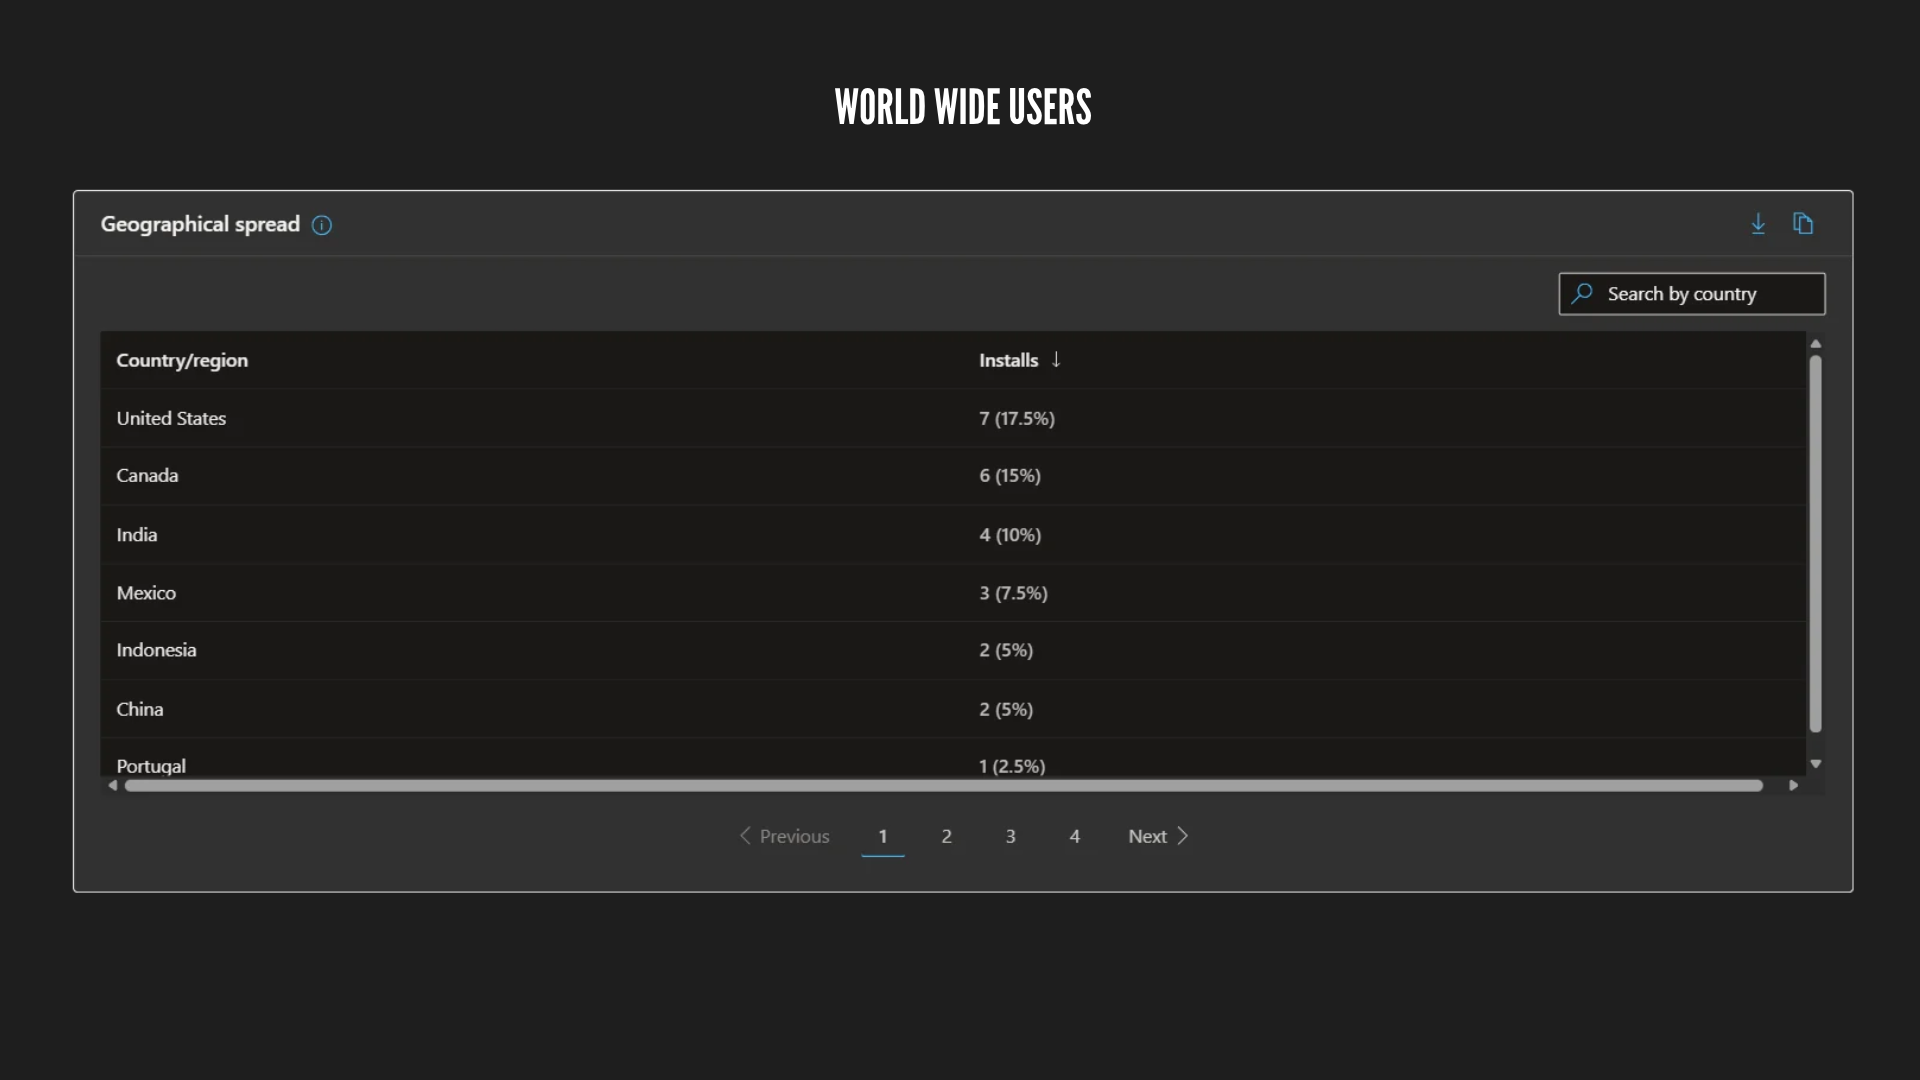 WORLD WIDE USERS
Geographical spread
Search by country
Country/region Installs ↓
United States 7 (17.5%)
Canada 6 (15%)
India 4 (10%)
Mexico 3 (7.5%)
Indonesia 2 (5%)
China 2 (5%)
Portugal 1 (2.5%)
Previous 1 2 3 4 Next